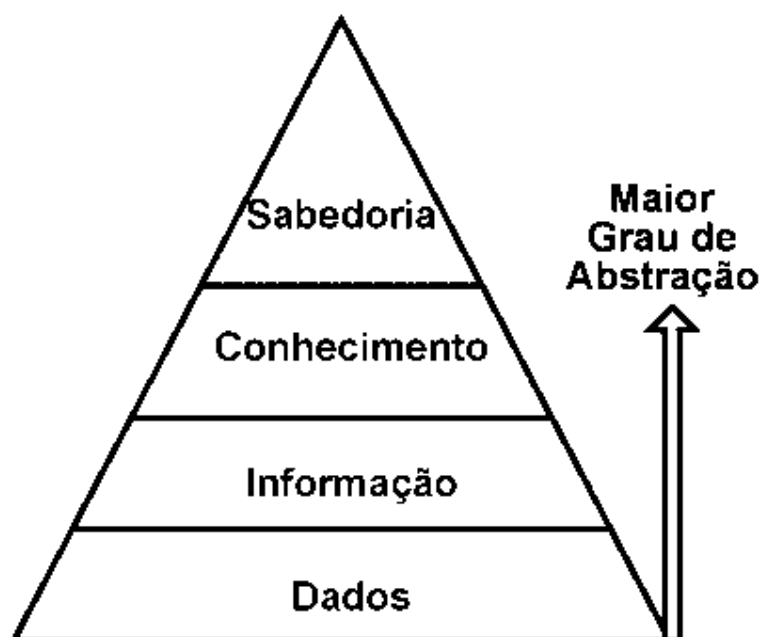 Sabedoria
Maior
Grau de
Abstração
Conhecimento
Informação
Dados